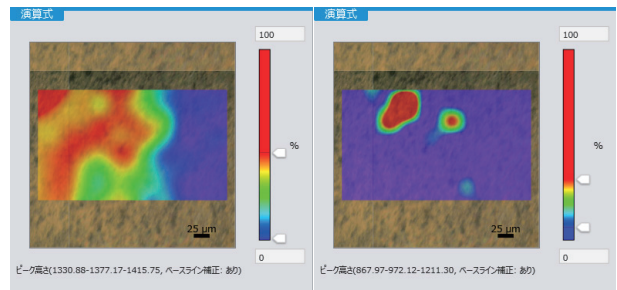 演算式
100
%
25 µm
0
ピーク高さ(1330.88-1377.17-1415.75, ベースライン補正: あり)
演算式
100
%
25 µm
0
ピーク高さ(867.97-972.12-1211.30, ベースライン補正: あり)